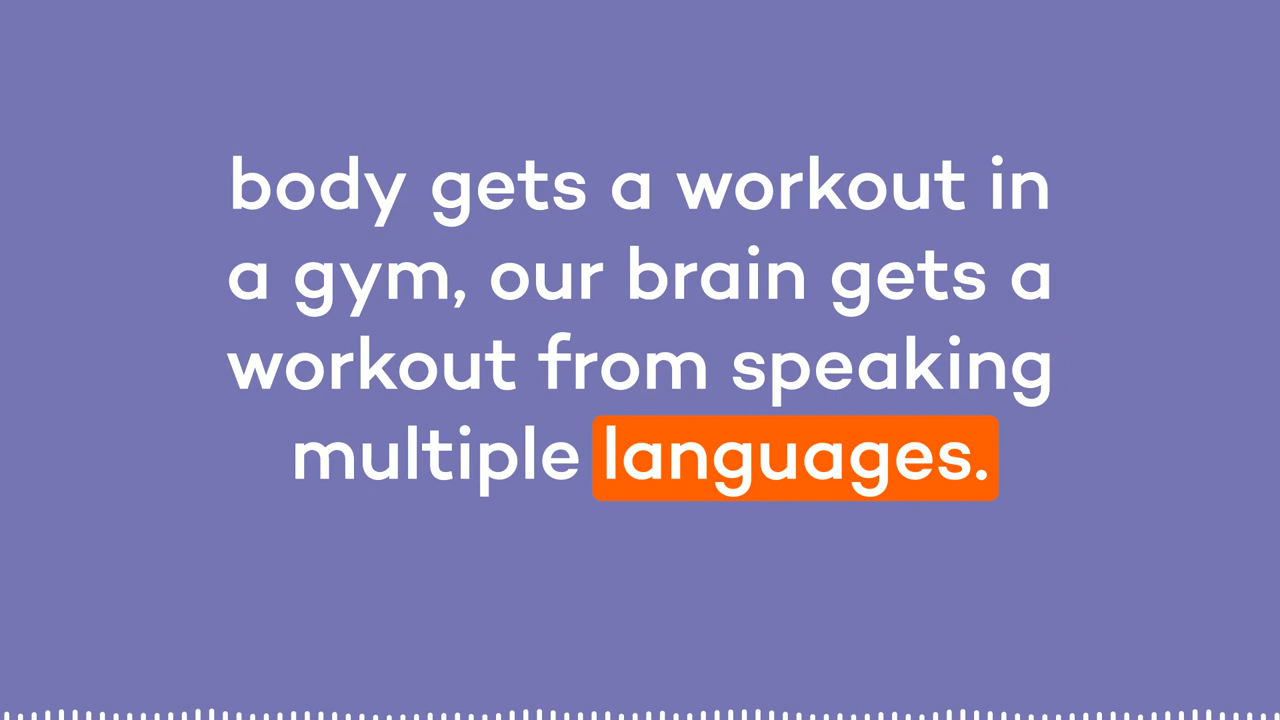 body gets a workout in
a gym, our brain gets a
workout from speaking
multiple languages.